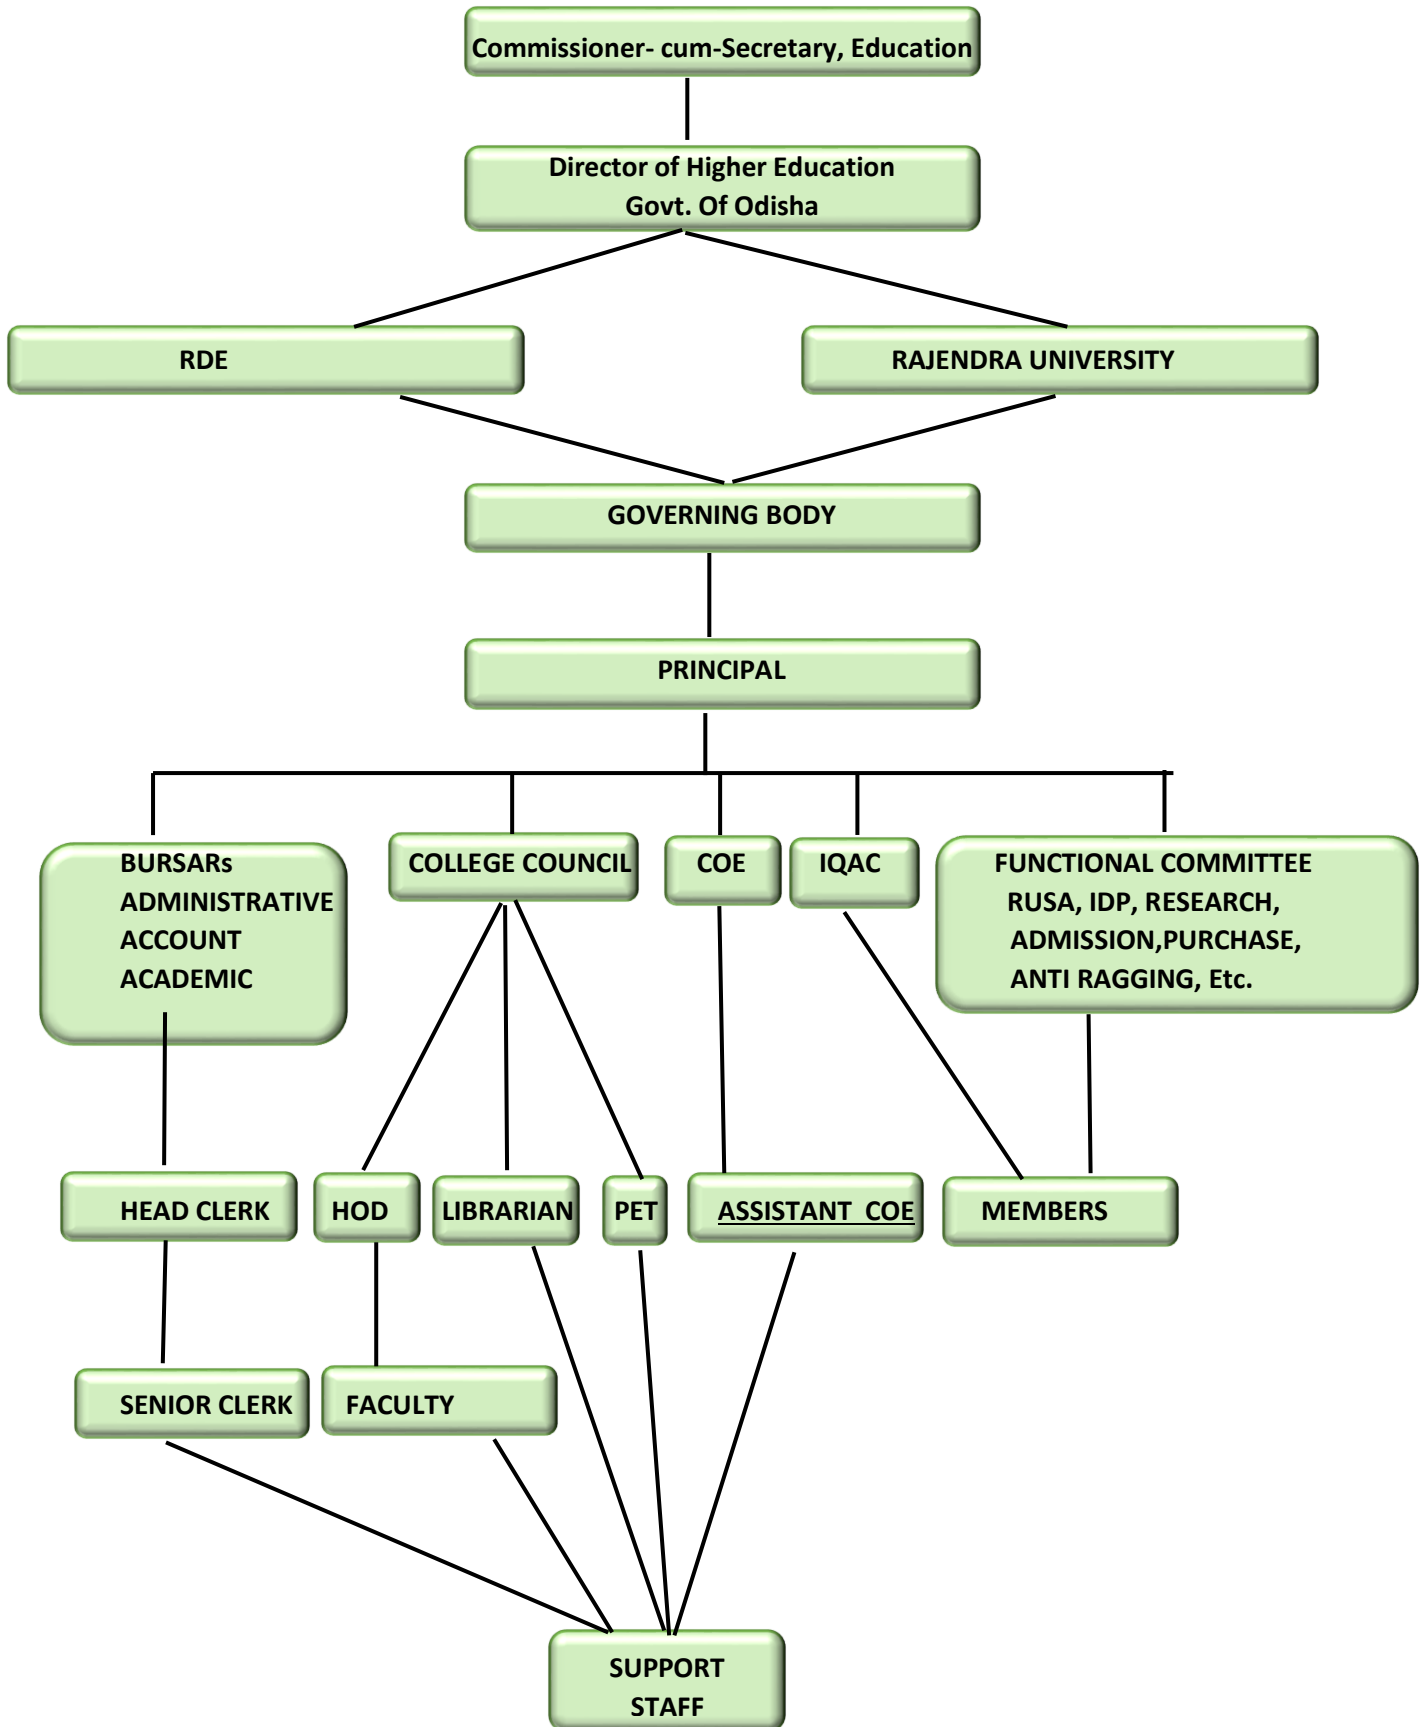 Commissioner- cum-Secretary, Education
Director of Higher Education
Govt. Of Odisha
RDE
RAJENDRA UNIVERSITY
GOVERNING BODY
PRINCIPAL
BURSARs
ADMINISTRATIVE
ACCOUNT
ACADEMIC
COLLEGE COUNCIL
COE
IQAC
FUNCTIONAL COMMITTEE
RUSA, IDP, RESEARCH,
ADMISSION,PURCHASE,
ANTI RAGGING, Etc.
HEAD CLERK
HOD
LIBRARIAN
PET
ASSISTANT  COE
MEMBERS
SENIOR CLERK
FACULTY
SUPPORT
STAFF